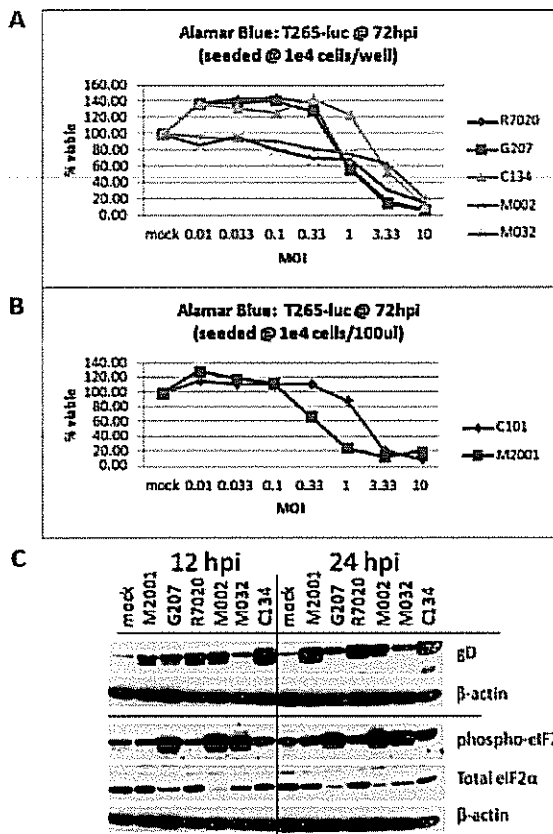 A
Alamar Blue: T265-luc @ 72hpi
(seeded @ 1e4 cells/well)
% viable
160.00
140.00
120.00
100.00
80.00
60.00
40.00
20.00
0.00
mock 0.01 0.033 0.1 0.33 1 3.33 10
MOI
R7020
G207
C134
M002
M032
B
Alamar Blue: T265-luc @ 72hpi
(seeded @ 1e4 cells/100ul)
% viable
140.00
120.00
100.00
80.00
60.00
40.00
20.00
0.00
mock 0.01 0.033 0.1 0.33 1 3.33 10
MOI
C101
M2001
C
12 hpi 24 hpi
mock M2001 G207 R7020 M002 M032 C134 mock M2001 G207 R7020 M002 M032 C134
gD
β-actin
phospho-eIF2
Total eIF2α
β-actin